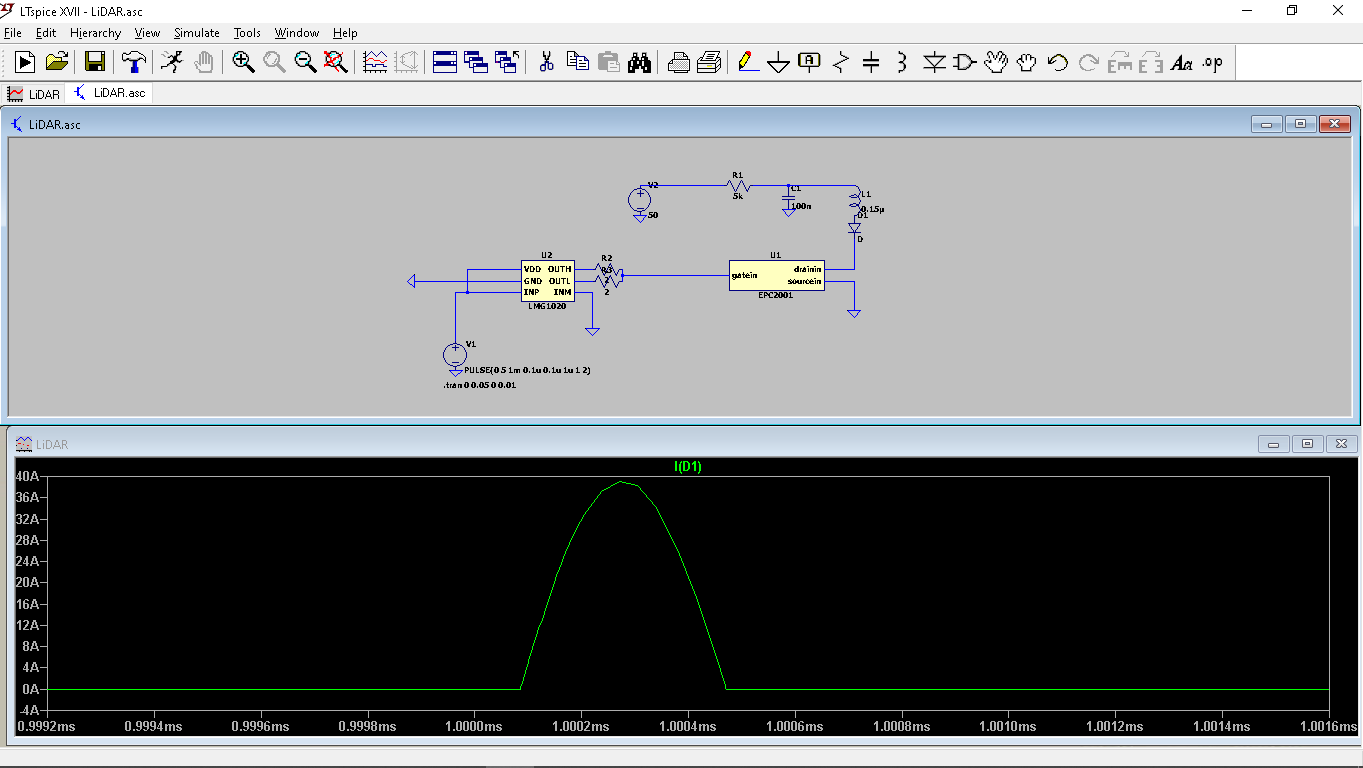 LTspice XVII - LiDAR.asc
File Edit Hierarchy View Simulate Tools Window Help
LiDAR LiDAR.asc
LiDAR.asc
R1
V2
5k
C1
L1
50
100n
0.15µ
D1
D
U2
R2
U1
VDD OUTH
R3
drainin
gatein
GND OUTL
2
sourcein
INP INM
2
LMG1020
EPC2001
V1
PULSE(0 5 1m 0.1u 0.1u 1u 1 2)
.tran 0 0.05 0 0.01
LiDAR
I(D1)
40A
36A
32A
28A
24A
20A
16A
12A
8A
4A
0A
-4A
0.9992ms 0.9994ms 0.9996ms 0.9998ms 1.0000ms 1.0002ms 1.0004ms 1.0006ms 1.0008ms 1.0010ms 1.0012ms 1.0014ms 1.0016ms